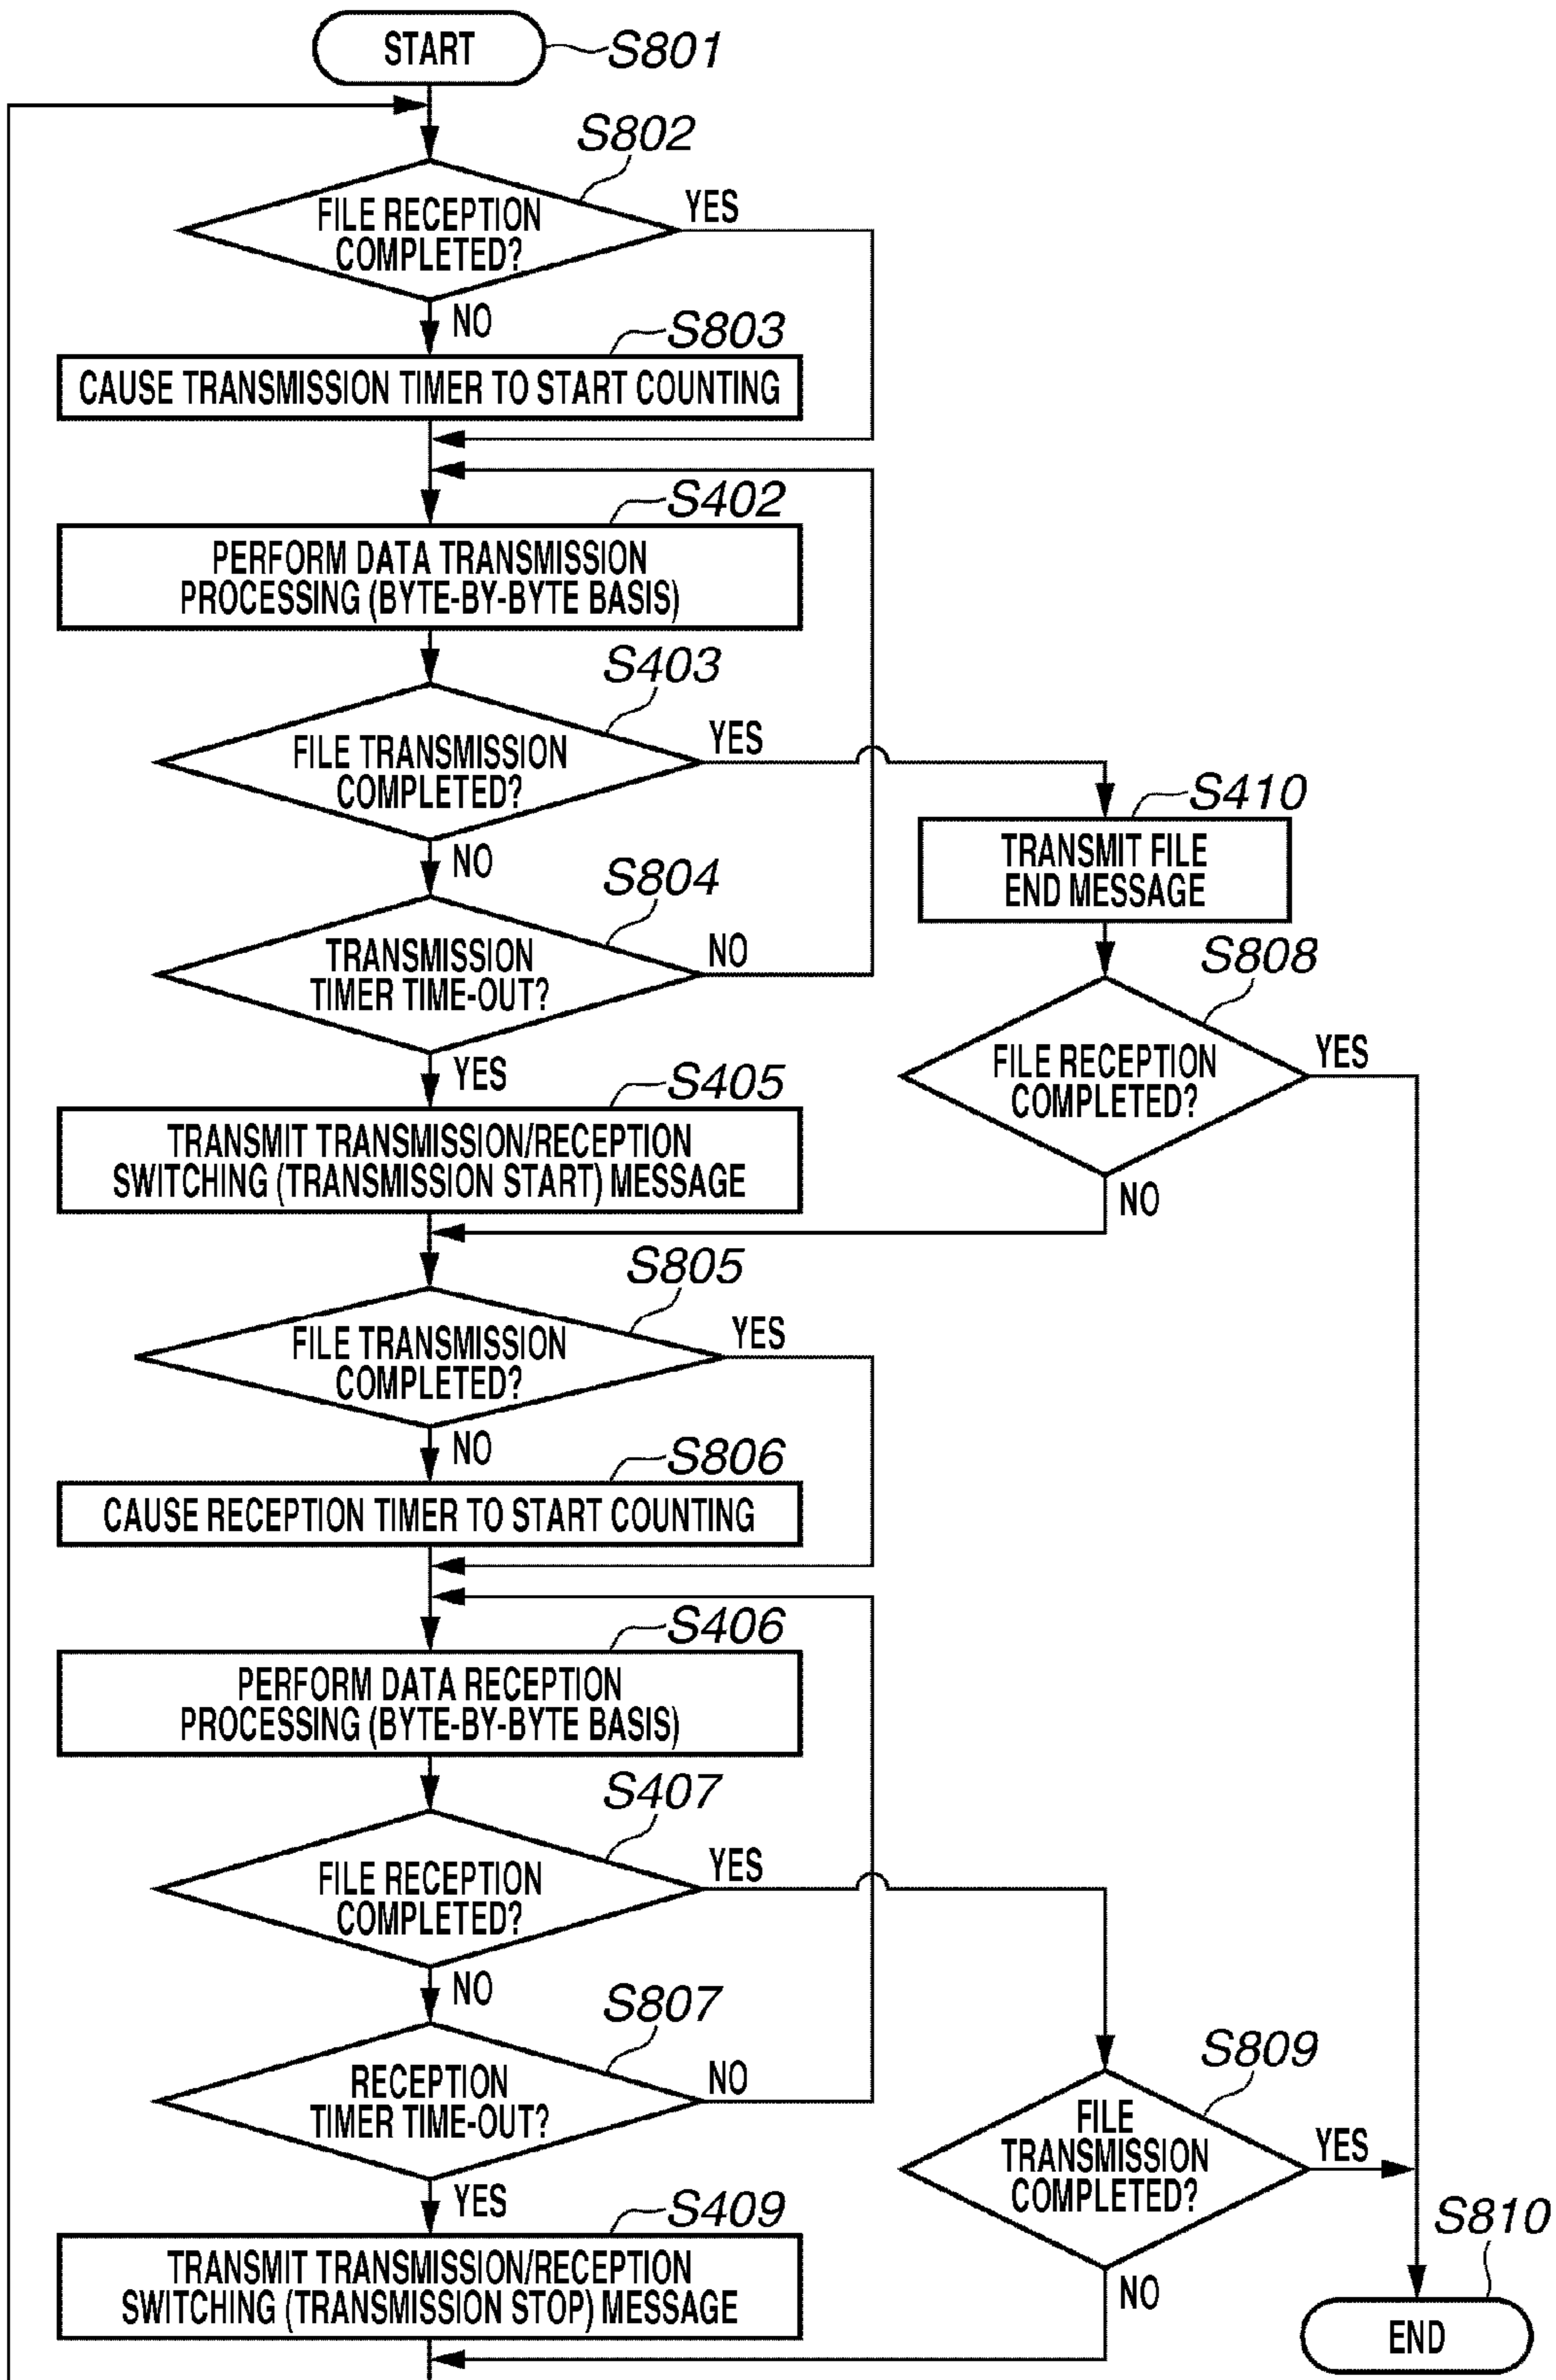 START
S801
S802
FILE RECEPTION
COMPLETED?
YES
NO
S803
CAUSE TRANSMISSION TIMER TO START COUNTING
S402
PERFORM DATA TRANSMISSION
PROCESSING (BYTE-BY-BYTE BASIS)
S403
FILE TRANSMISSION
COMPLETED?
YES
NO
S410
TRANSMIT FILE
END MESSAGE
S804
TRANSMISSION
TIMER TIME-OUT?
NO
YES
S808
FILE RECEPTION
COMPLETED?
YES
NO
S405
TRANSMIT TRANSMISSION/RECEPTION
SWITCHING (TRANSMISSION START) MESSAGE
S805
FILE TRANSMISSION
COMPLETED?
YES
NO
S806
CAUSE RECEPTION TIMER TO START COUNTING
S406
PERFORM DATA RECEPTION
PROCESSING (BYTE-BY-BYTE BASIS)
S407
FILE RECEPTION
COMPLETED?
YES
NO
S807
RECEPTION
TIMER TIME-OUT?
NO
YES
S809
FILE
TRANSMISSION
COMPLETED?
YES
NO
S409
TRANSMIT TRANSMISSION/RECEPTION
SWITCHING (TRANSMISSION STOP) MESSAGE
S810
END